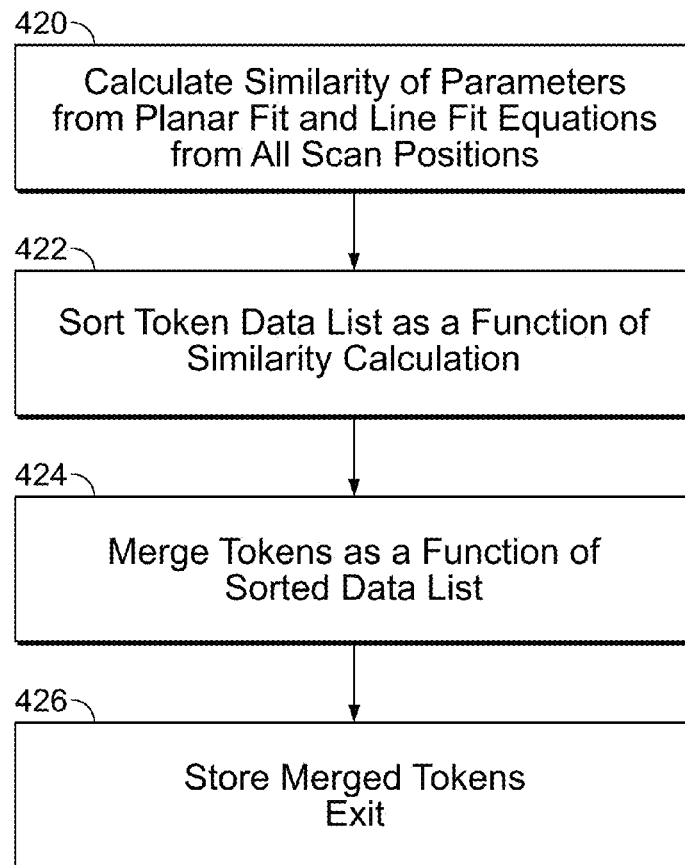 420
Calculate Similarity of Parameters
from Planar Fit and Line Fit Equations
from All Scan Positions
422
Sort Token Data List as a Function of
Similarity Calculation
424
Merge Tokens as a Function of
Sorted Data List
426
Store Merged Tokens
Exit